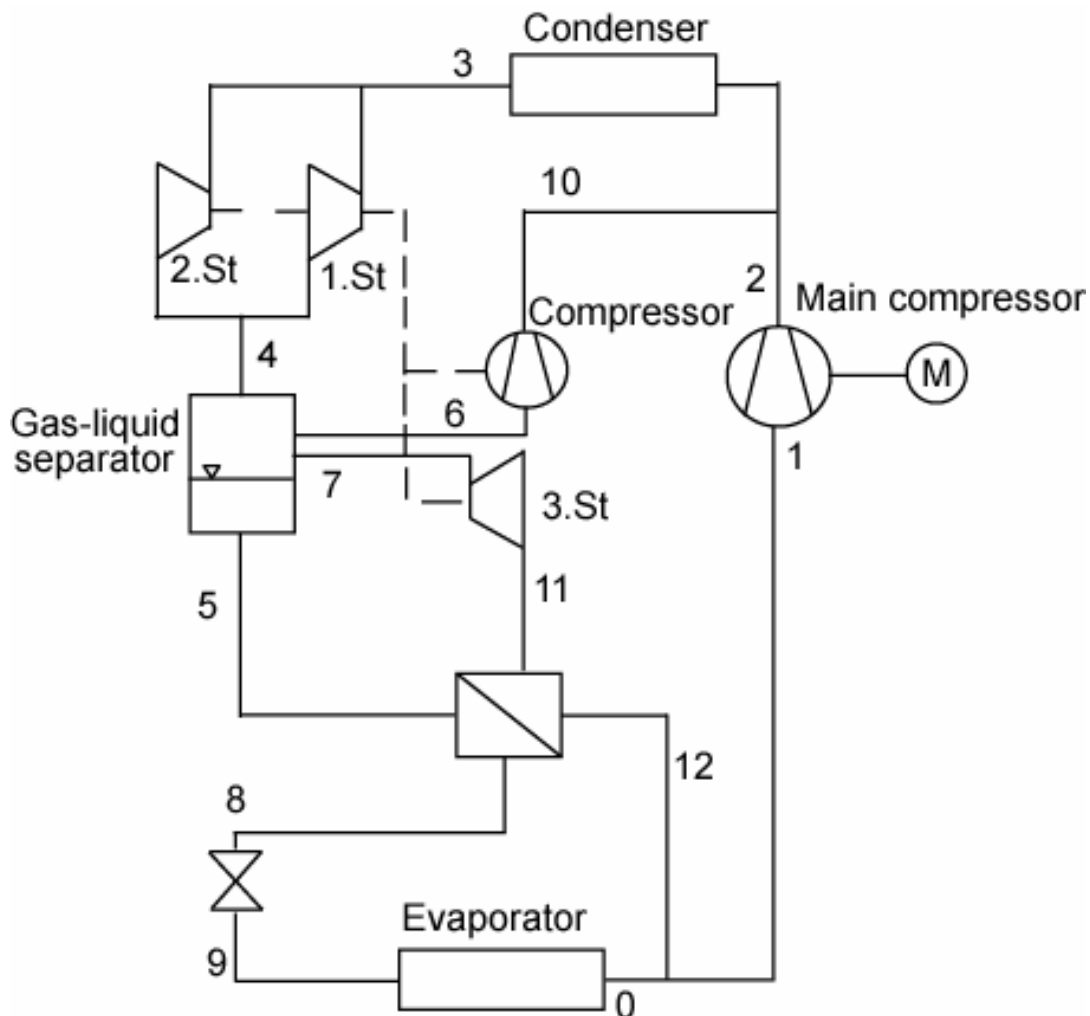 Condenser
3
10
2.St
1.St
2
Main compressor
Compressor
M
4
Gas-liquid
separator
6
7
1
3.St
5
11
12
8
Evaporator
9
0